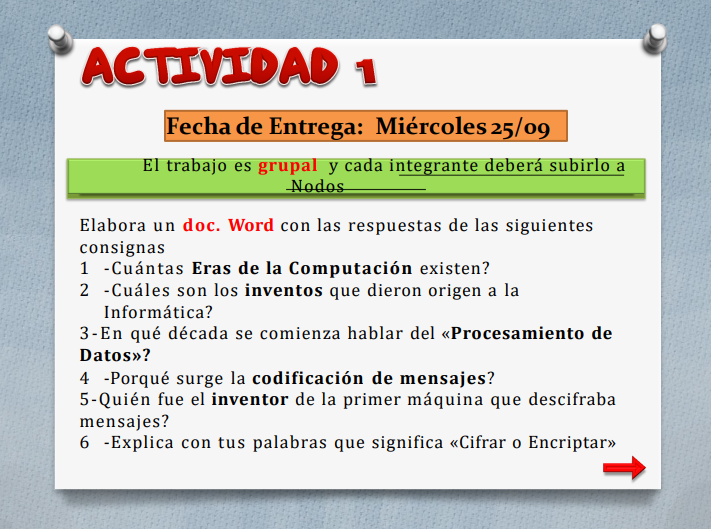 ACTIVIDAD 1
Fecha de Entrega: Miércoles 25/09
El trabajo es grupal y cada integrante deberá subirlo a
Nodos
Elabora un doc. Word con las respuestas de las siguientes
consignas
1 -Cuántas Eras de la Computación existen?
2 -Cuáles son los inventos que dieron origen a la
Informática?
3-En qué década se comienza hablar del «Procesamiento de
Datos»?
4 -Porqué surge la codificación de mensajes?
5-Quién fue el inventor de la primer máquina que descifraba
mensajes?
6 -Explica con tus palabras que significa «Cifrar o Encriptar»